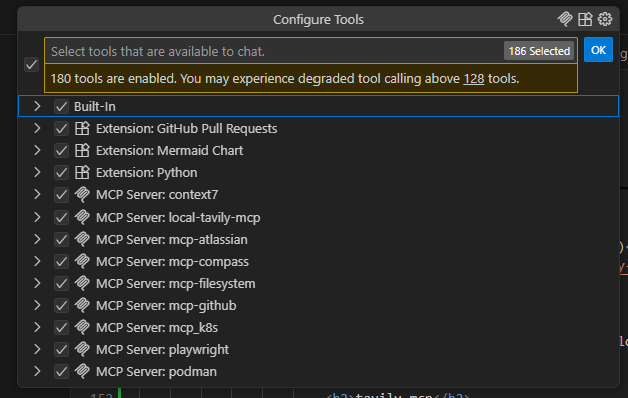 Configure Tools
Select tools that are available to chat.
186 Selected
OK
180 tools are enabled. You may experience degraded tool calling above 128 tools.
Built-In
Extension: GitHub Pull Requests
Extension: Mermaid Chart
Extension: Python
MCP Server: context7
MCP Server: local-tavily-mcp
MCP Server: mcp-atlassian
MCP Server: mcp-compass
MCP Server: mcp-filesystem
MCP Server: mcp-github
MCP Server: mcp_k8s
MCP Server: playwright
MCP Server: podman